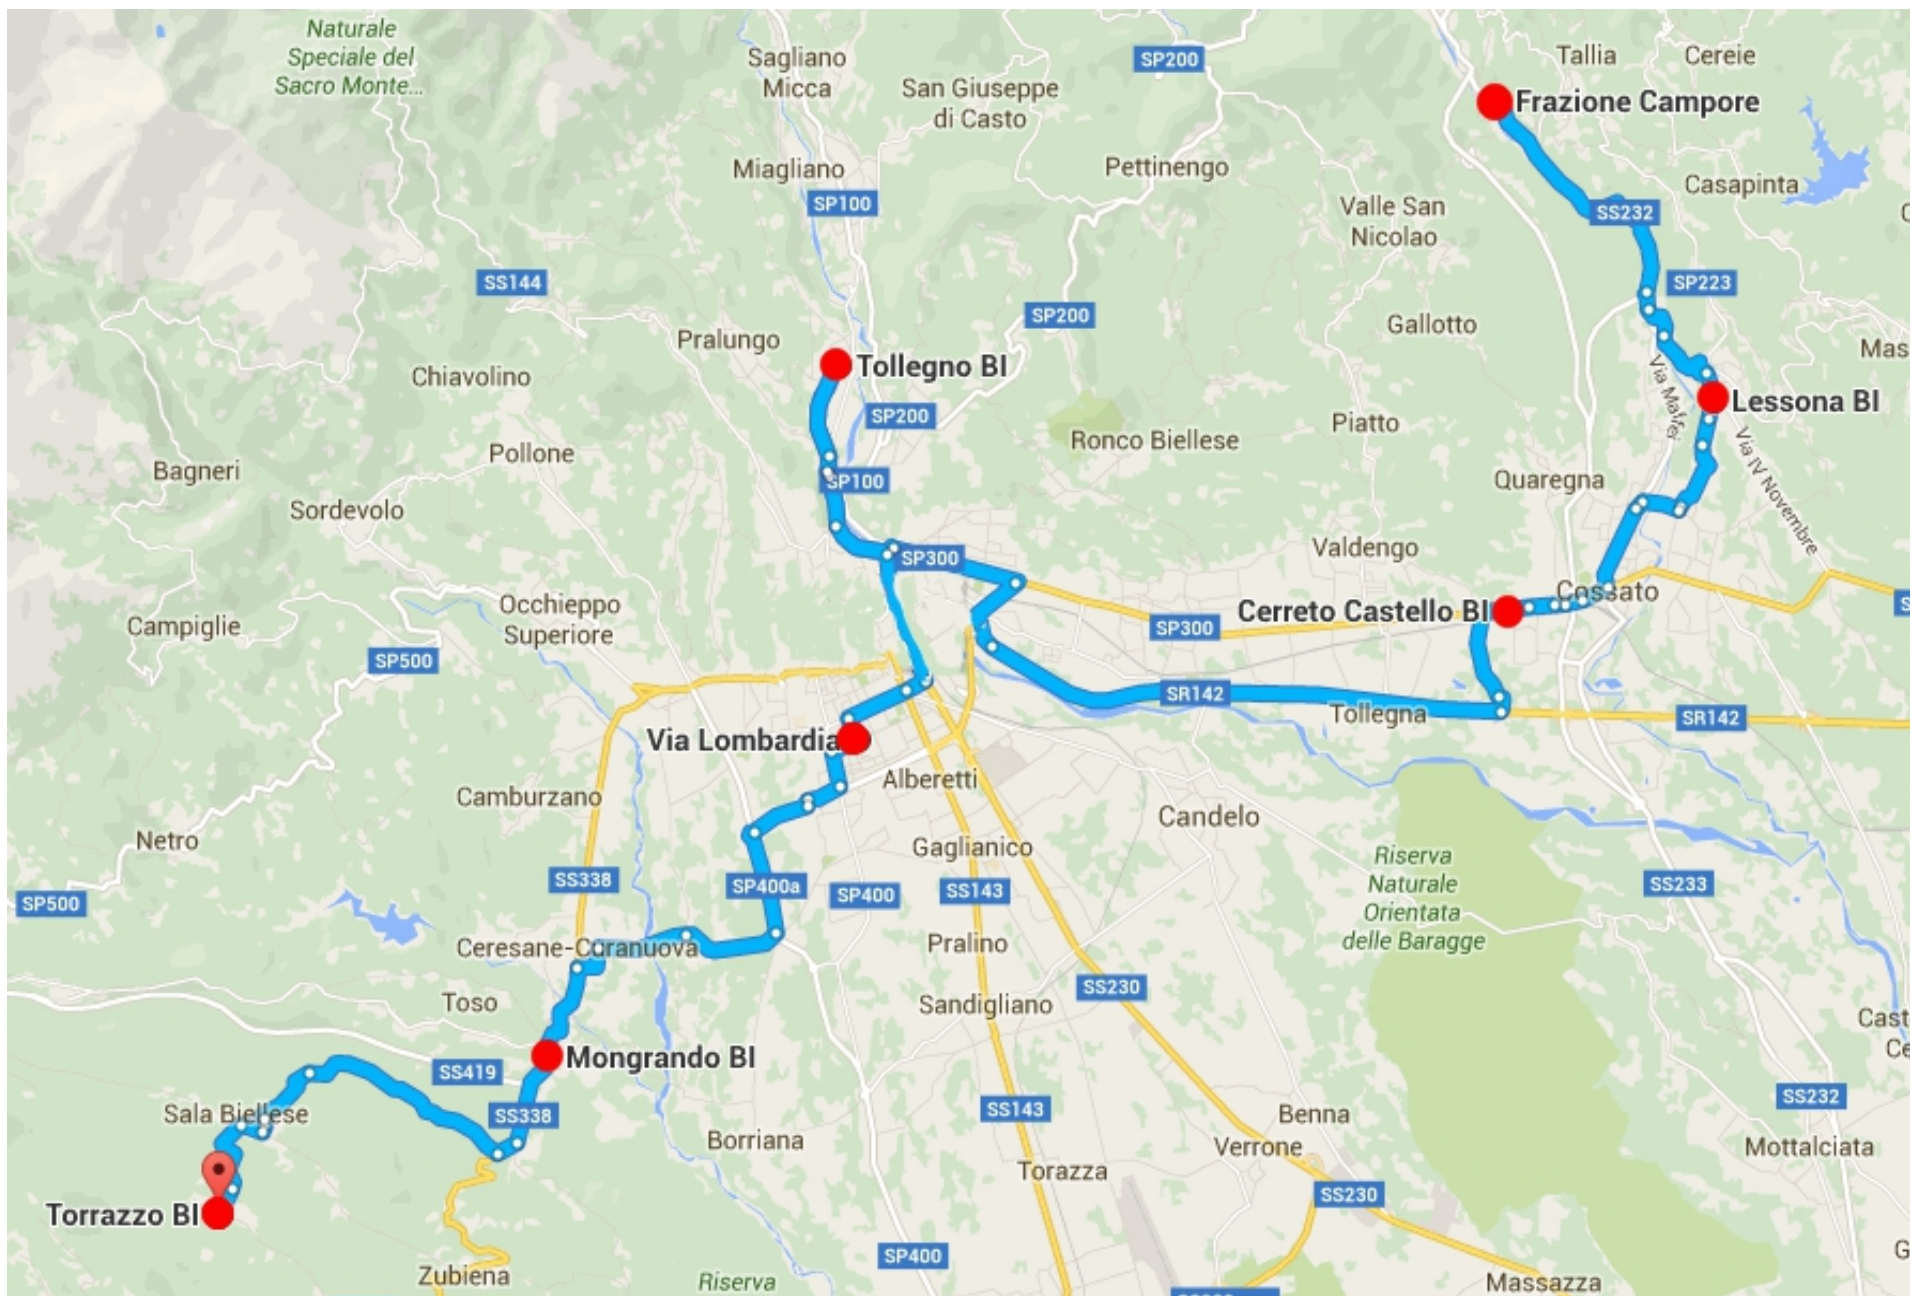 Naturale
Speciale del
Sacro Monte...
Sagliano
Micca
San Giuseppe
di Casto
SP200
Tallia
Cereie
Frazione Campore
Miagliano
Pettinengo
Casapinta
SP100
Valle San
Nicolao
SS232
SS144
SP223
SP200
Gallotto
Pralungo
Mas
Tollegno BI
Chiavolino
Via Maffei
Lessona BI
SP200
Piatto
Ronco Biellese
Pollone
Bagneri
SP100
Quaregna
Via IV Novembre
Sordevolo
Valdengo
SP300
Cossato
Occhieppo
Superiore
Cerreto Castello BI
Campiglie
SP300
SP500
SR142
Tollegna
SR142
Via Lombardia
Alberetti
Camburzano
Candelo
Netro
Gaglianico
Riserva
Naturale
Orientata
delle Baragge
SS338
SP400a
SP400
SS143
SS233
SP500
Ceresane-Curanuova
Pralino
SS230
Toso
Sandigliano
Cast
Ce
Mongrando BI
SS419
SS338
SS143
SS232
Sala Biellese
Benna
Borriana
Verrone
Mottalciata
Torazza
SS230
Torrazzo BI
SP400
Zubiena
Riserva
Massazza